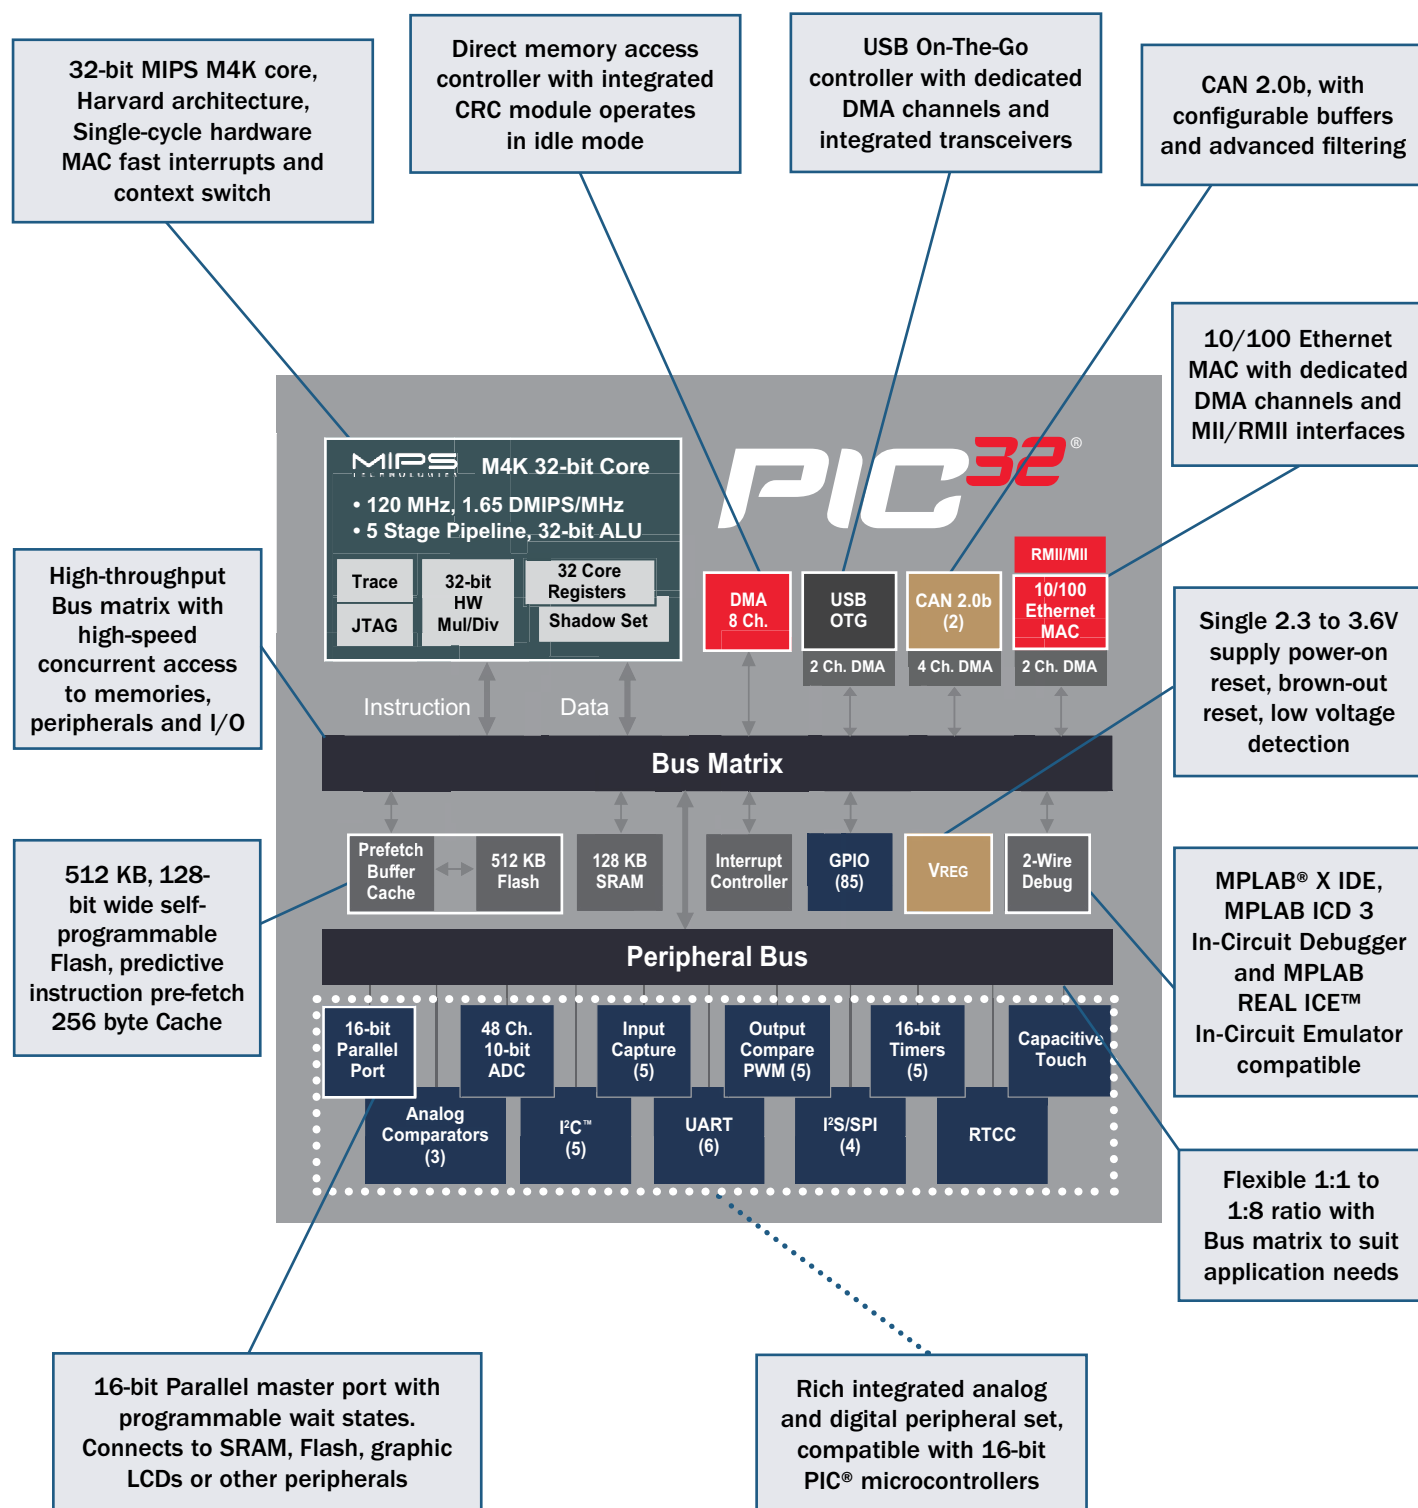 32-bit MIPS M4K core,
Harvard architecture,
Single-cycle hardware
MAC fast interrupts and
context switch
Direct memory access
controller with integrated
CRC module operates
in idle mode
USB On-The-Go
controller with dedicated
DMA channels and
integrated transceivers
CAN 2.0b, with
configurable buffers
and advanced filtering
10/100 Ethernet
MAC with dedicated
DMA channels and
MII/RMII interfaces
MIPS
TECHNOLOGIES
M4K 32-bit Core
• 120 MHz, 1.65 DMIPS/MHz
• 5 Stage Pipeline, 32-bit ALU
Trace
JTAG
32-bit
HW
Mul/Div
32 Core
Registers
Shadow Set
PIC32®
DMA
8 Ch.
USB
OTG
2 Ch. DMA
CAN 2.0b
(2)
4 Ch. DMA
RMII/MII
10/100
Ethernet
MAC
2 Ch. DMA
High-throughput
Bus matrix with
high-speed
concurrent access
to memories,
peripherals and I/O
Single 2.3 to 3.6V
supply power-on
reset, brown-out
reset, low voltage
detection
Instruction
Data
Bus Matrix
Prefetch
Buffer
Cache
512 KB
Flash
128 KB
SRAM
Interrupt
Controller
GPIO
(85)
VREG
2-Wire
Debug
512 KB, 128-
bit wide self-
programmable
Flash, predictive
instruction pre-fetch
256 byte Cache
MPLAB® X IDE,
MPLAB ICD 3
In-Circuit Debugger
and MPLAB
REAL ICE™
In-Circuit Emulator
compatible
Peripheral Bus
16-bit
Parallel
Port
48 Ch.
10-bit
ADC
Input
Capture
(5)
Output
Compare
PWM (5)
16-bit
Timers
(5)
Capacitive
Touch
Analog
Comparators
(3)
I²C™
(5)
UART
(6)
I²S/SPI
(4)
RTCC
Flexible 1:1 to
1:8 ratio with
Bus matrix to suit
application needs
16-bit Parallel master port with
programmable wait states.
Connects to SRAM, Flash, graphic
LCDs or other peripherals
Rich integrated analog
and digital peripheral set,
compatible with 16-bit
PIC® microcontrollers